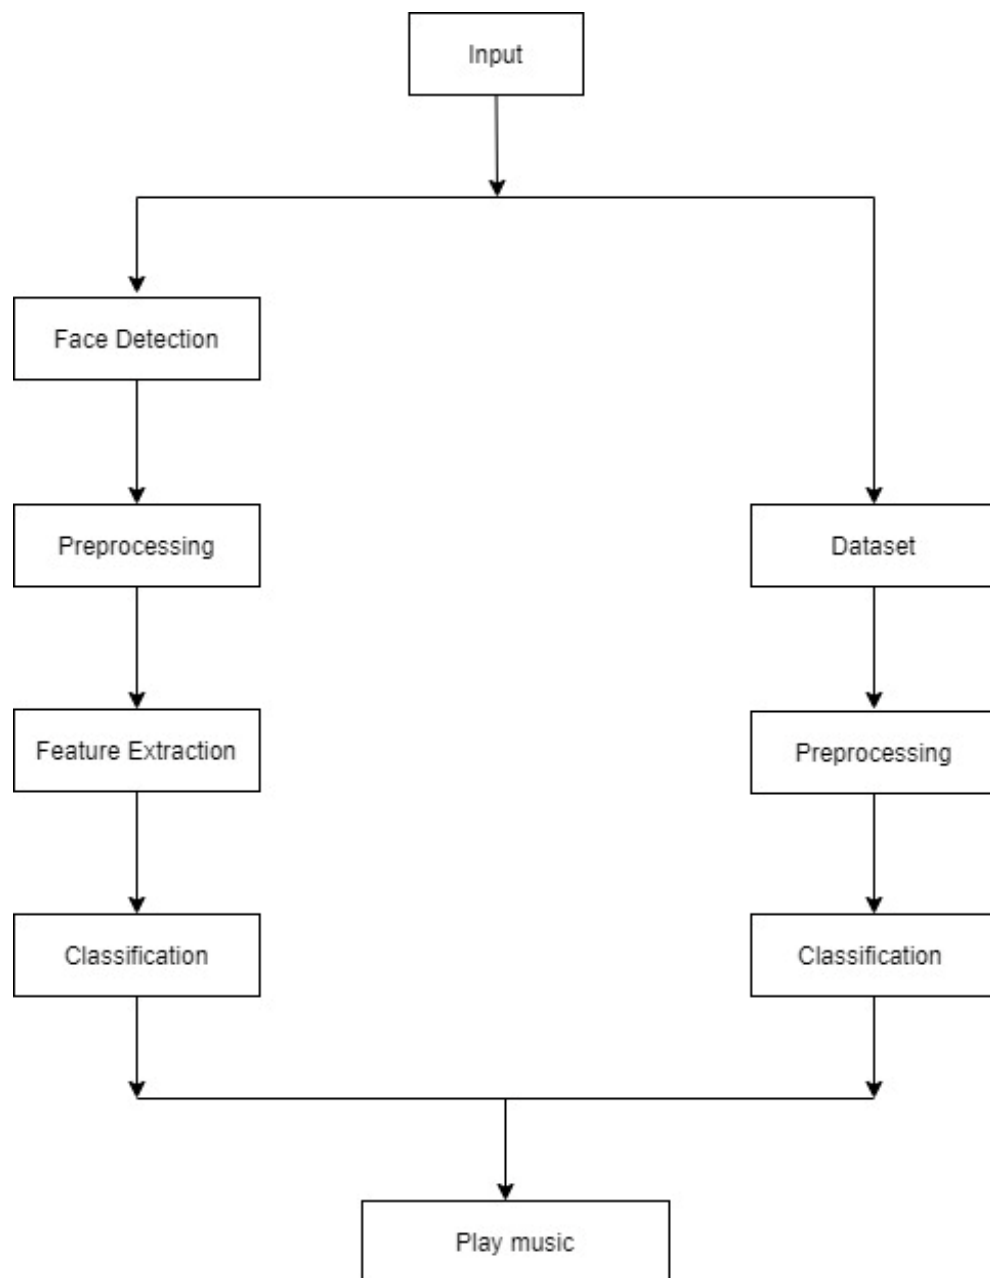 Input
Face Detection
Preprocessing
Dataset
Feature Extraction
Preprocessing
Classification
Classification
Play music